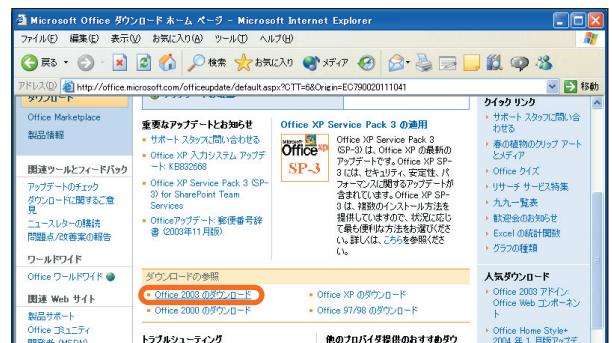 Microsoft Office ダウンロード ホーム ページ - Microsoft Internet Explorer
ファイル(F) 編集(E) 表示(V) お気に入り(A) ツール(T) ヘルプ(H)
戻る 検索 お気に入り メディア
アドレス(D) http://office.microsoft.com/officeupdate/default.aspx?CTT=6&Origin=EC790020111041 移動
ダウンロード
Office Marketplace
製品情報
関連ツールとフィードバック
アップデートのチェック
ダウンロードに関するご意
見
ニュースレターの購読
問題点/改善案の報告
ワールドワイド
Office ワールドワイド
関連 Web サイト
製品サポート
Office コミュニティ
開発者 (MSDN)
重要なアップデートとお知らせ
サポート スタッフに問い合わせる
Office XP 入力システム アップデ
ート KB832668
Office XP Service Pack 3 (SP-
3) for SharePoint Team
Services
Officeアップデート: 郵便番号辞
書 (2003年11月版)
Office XP Service Pack 3 の適用
Microsoft
Office xp
SP-3
Office XP Service Pack 3
(SP-3) は、Office XP の最新の
アップデートです。Office XP SP-
3 には、セキュリティ、安定性、パ
フォーマンスに関するアップデートが
含まれています。Office XP SP-
3 は、複数のインストール方法を
提供していますので、状況に応じ
て最も便利な方法をお選びくださ
い。詳しくは、こちらを参照くださ
い。
ダウンロードの参照
Office 2003 のダウンロード
Office XP のダウンロード
Office 2000 のダウンロード
Office 97/98 のダウンロード
トラブルシューティング
他のプロバイダ提供のおすすめダウ
クイック リンク
サポート スタッフに問い合
わせる
春の植物のクリップ アート
とメディア
Office クイズ
リサーチ サービス特集
九九一覧表
歓迎会のお知らせ
Excel の統計関数
グラフの種類
人気ダウンロード
Office 2003 アドイン:
Office Web コンポーネン
ト
Office Home Style+
2004 年 1 月版アップデ